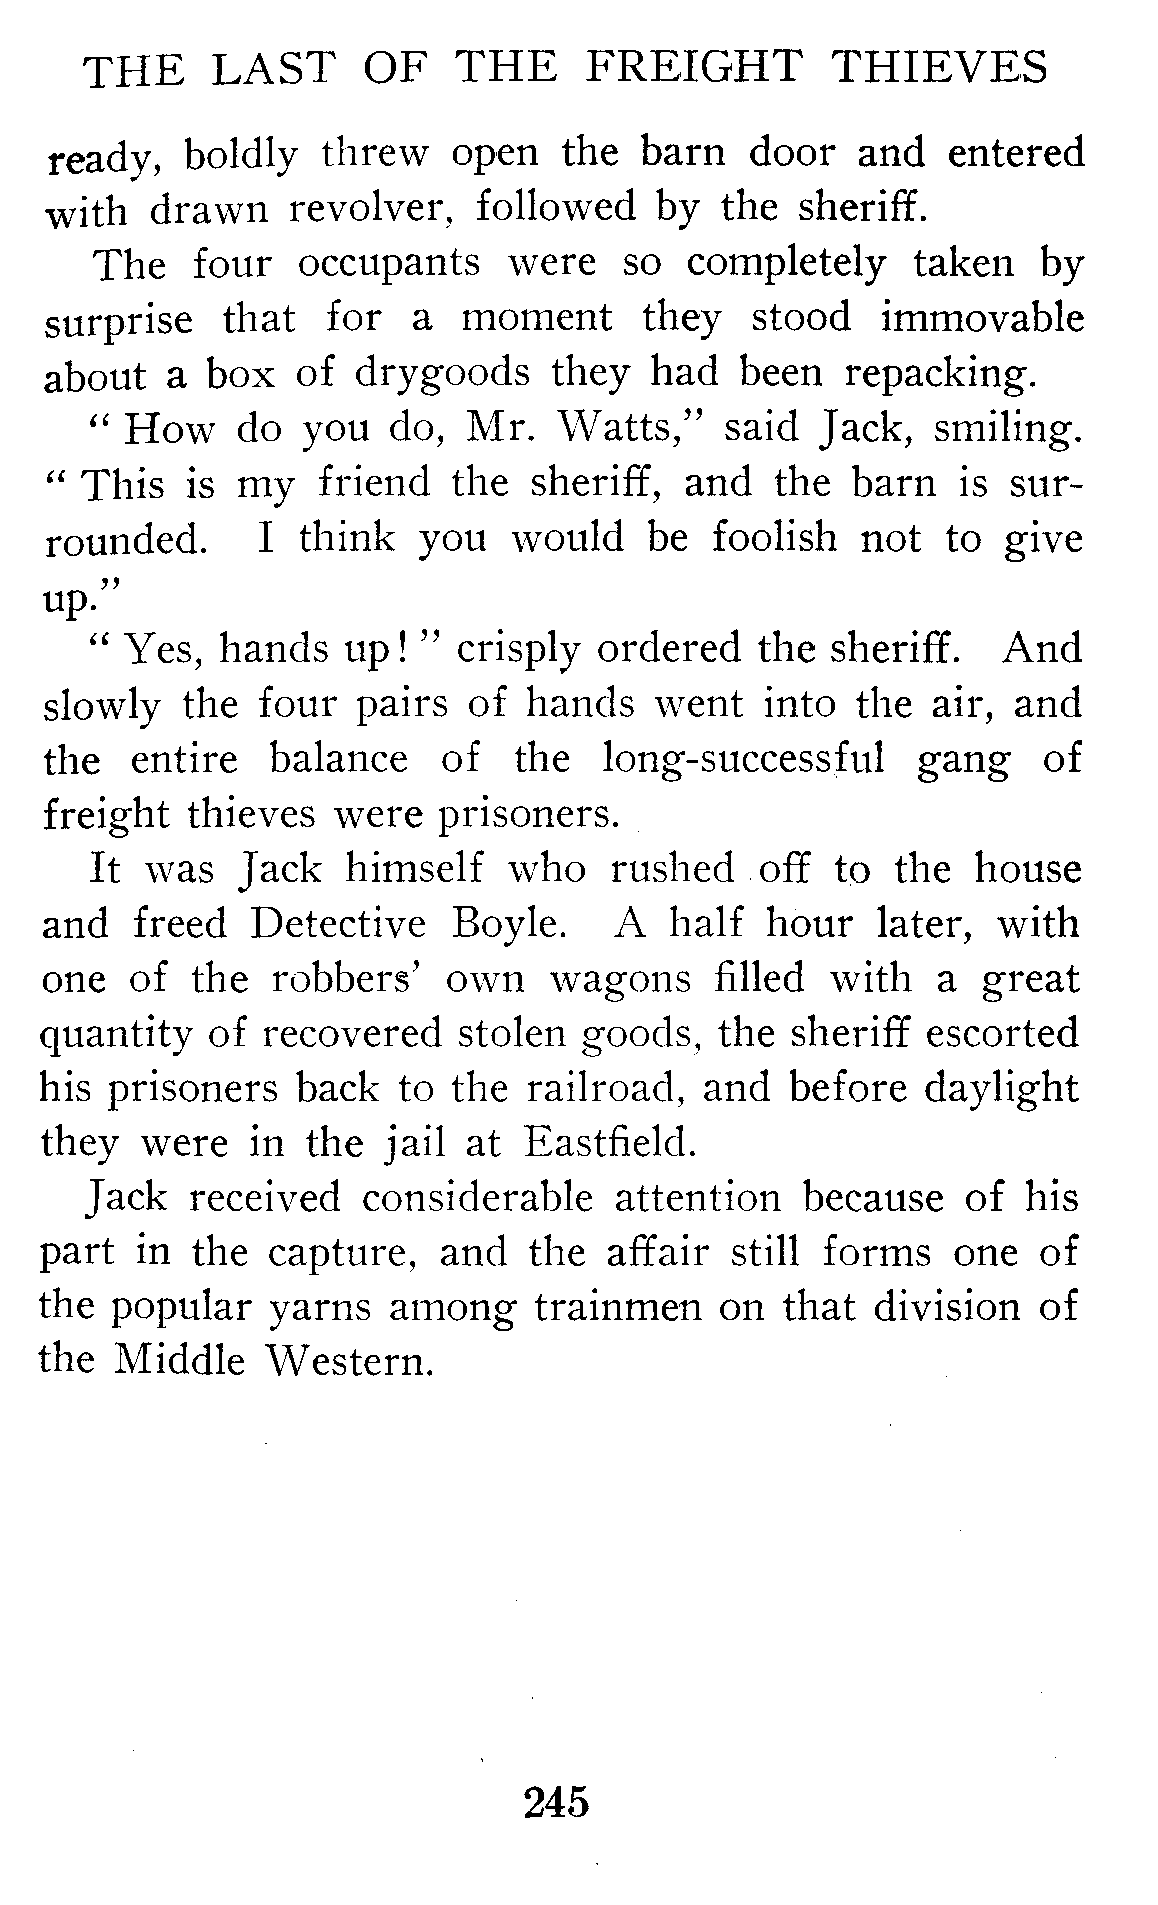 THE LAST OF THE FREIGHT THIEVES
ready, boldly threw open the barn door and entered
with drawn revolver, followed by the sheriff.
The four occupants were so completely taken by
surprise that for a moment they stood immovable
about a box of drygoods they had been repacking.
“ How do you do, Mr. Watts,” said Jack, smiling.
“ This is my friend the sheriff, and the barn is sur-
rounded. I think you would be foolish not to give
up.”
“ Yes, hands up! ” crisply ordered the sheriff. And
slowly the four pairs of hands went into the air, and
the entire balance of the long-successful gang of
freight thieves were prisoners.
It was Jack himself who rushed off to the house
and freed Detective Boyle. A half hour later, with
one of the robbers’ own wagons filled with a great
quantity of recovered stolen goods, the sheriff escorted
his prisoners back to the railroad, and before daylight
they were in the jail at Eastfield.
Jack received considerable attention because of his
part in the capture, and the affair still forms one of
the popular yarns among trainmen on that division of
the Middle Western.
245